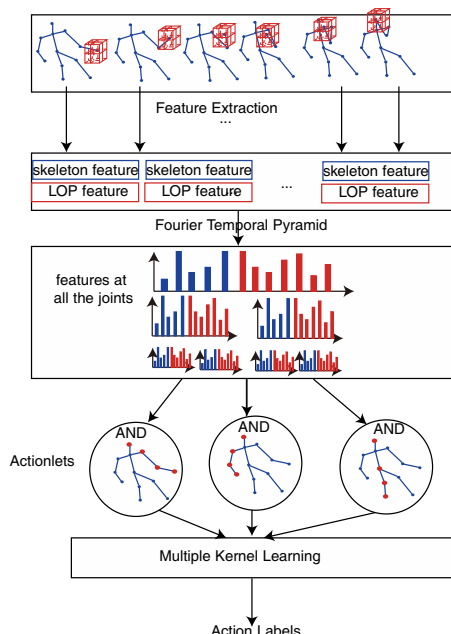 Feature Extraction
...
skeleton feature skeleton feature skeleton feature
LOP feature LOP feature ... LOP feature
Fourier Temporal Pyramid
features at
all the joints
AND AND AND
Actionlets
Multiple Kernel Learning
Action Labels